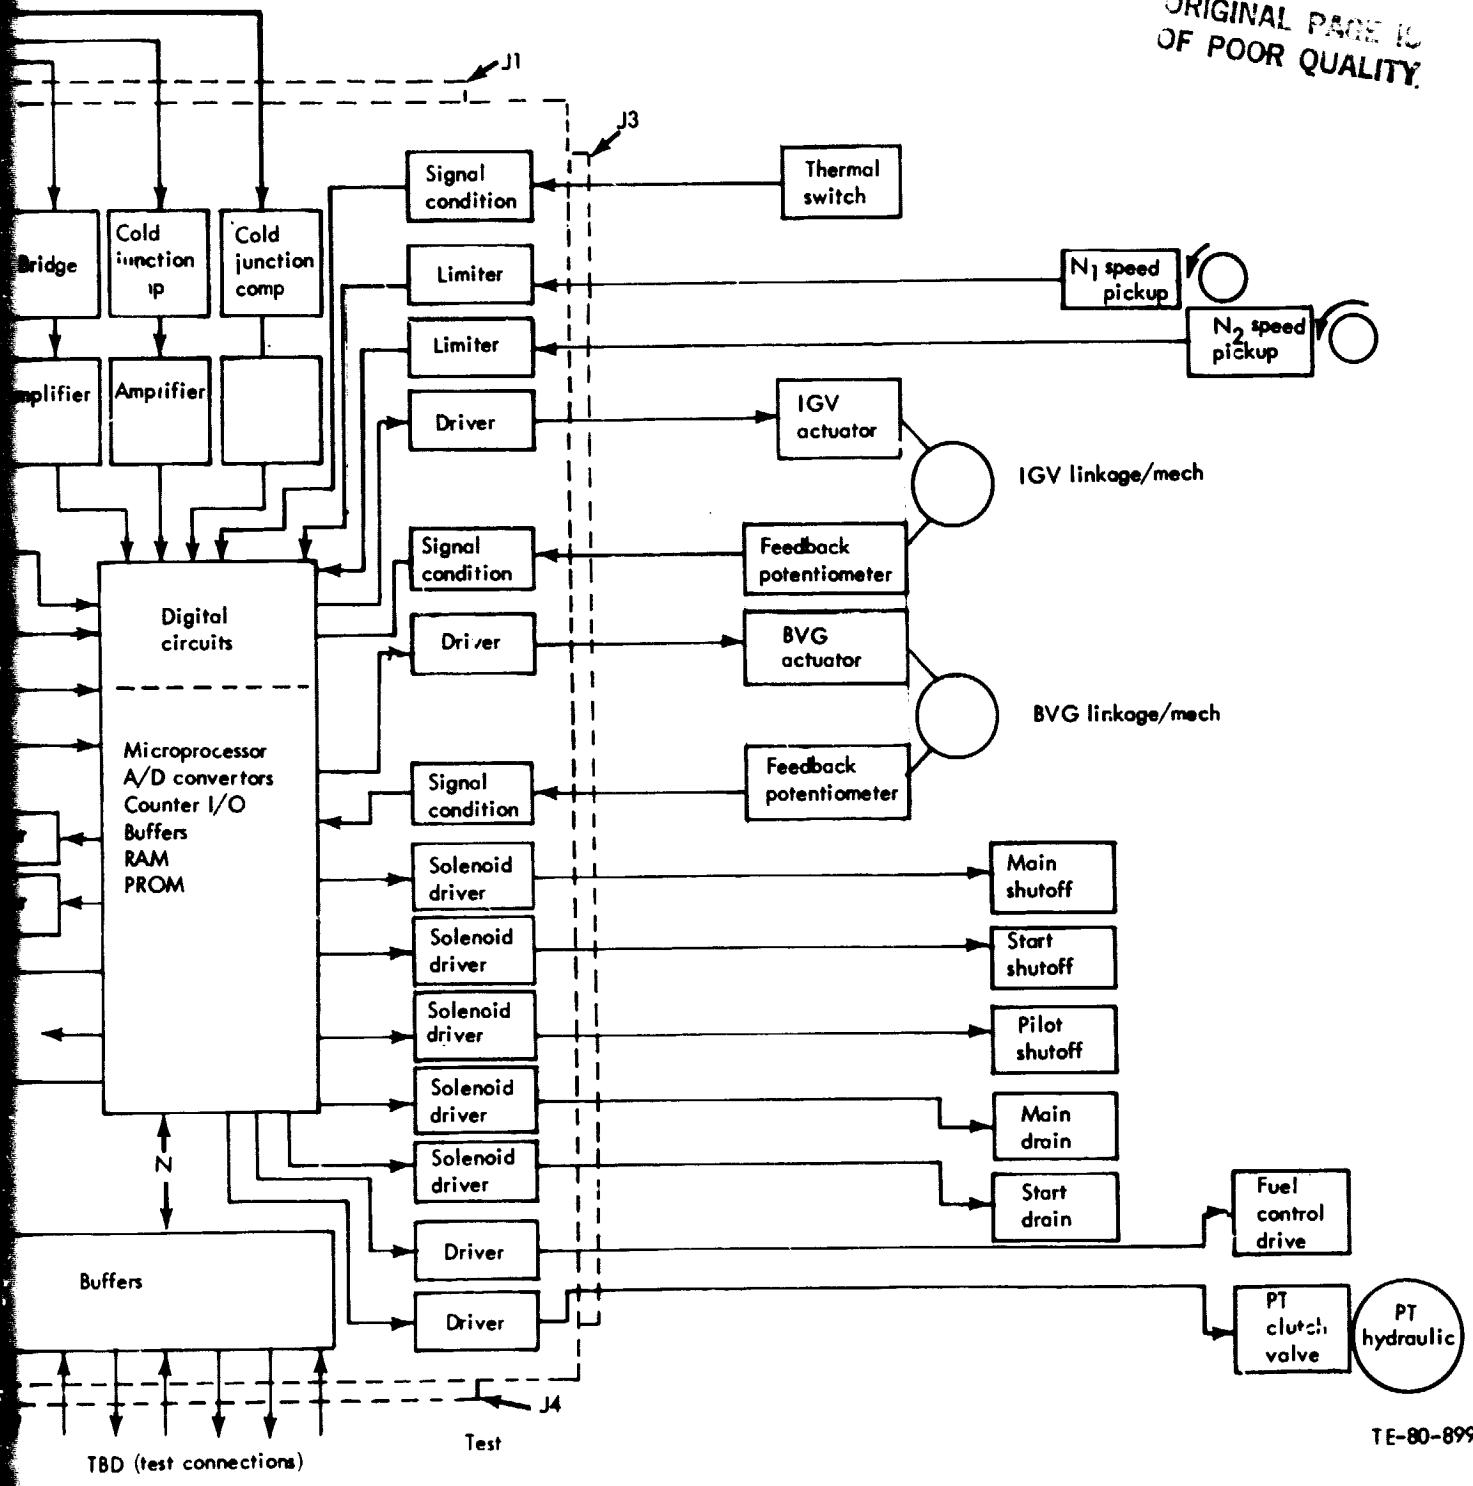 ORIGINAL PAGE IS
OF POOR QUALITY
J1
J3
Signal
condition
Thermal
switch
Bridge
Cold
junction
Cold
junction
comp
Limiter
N1 speed
pickup
Limiter
N2 speed
pickup
Amplifier
Driver
IGV
actuator
IGV linkage/mech
Signal
condition
Feedback
potentiometer
Digital
circuits
Driver
BVG
actuator
BVG linkage/mech
Microprocessor
A/D convertors
Counter I/O
Buffers
RAM
PROM
Signal
condition
Feedback
potentiometer
Solenoid
driver
Main
shutoff
Solenoid
driver
Start
shutoff
Solenoid
driver
Pilot
shutoff
Solenoid
driver
Main
drain
Solenoid
driver
Start
drain
N
Driver
Fuel
control
drive
Buffers
Driver
PT
clutch
valve
PT
hydraulic
J4
Test
TBD (test connections)
TE-80-899